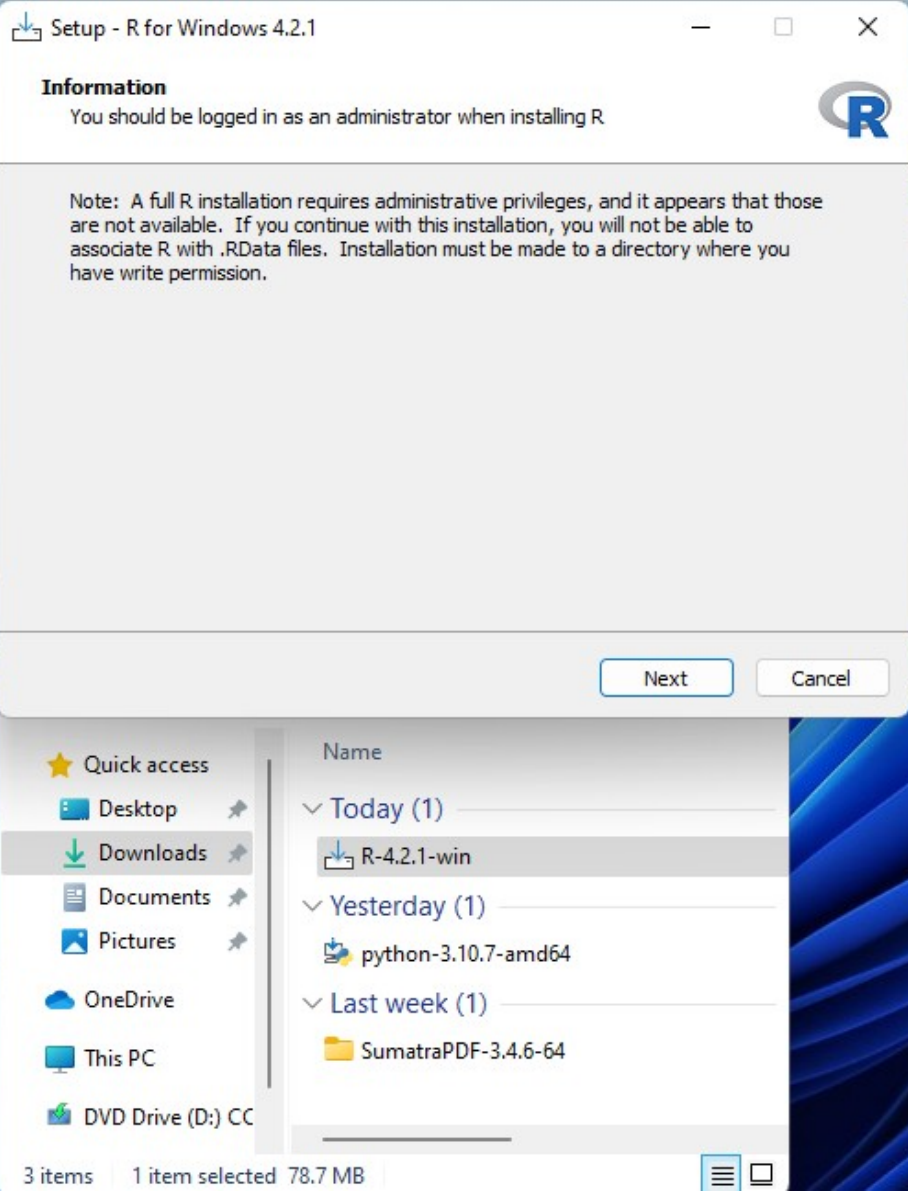 Setup - R for Windows 4.2.1
Information
You should be logged in as an administrator when installing R
R
Note:  A full R installation requires administrative privileges, and it appears that those
are not available.  If you continue with this installation, you will not be able to
associate R with .RData files.  Installation must be made to a directory where you
have write permission.
Next
Cancel
Quick access
Desktop
Downloads
Documents
Pictures
OneDrive
This PC
DVD Drive (D:) CC
Name
Today (1)
R-4.2.1-win
Yesterday (1)
python-3.10.7-amd64
Last week (1)
SumatraPDF-3.4.6-64
3 items
1 item selected  78.7 MB